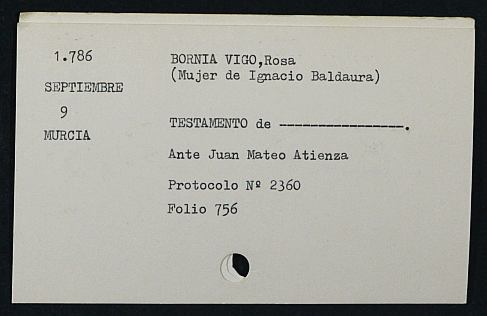 1.786
SEPTIEMBRE
9
MURCIA
BORNIA VIGO,Rosa
(Mujer de Ignacio Baldaura)
TESTAMENTO de ----------------.
Ante Juan Mateo Atienza
Protocolo Nº 2360
Folio 756